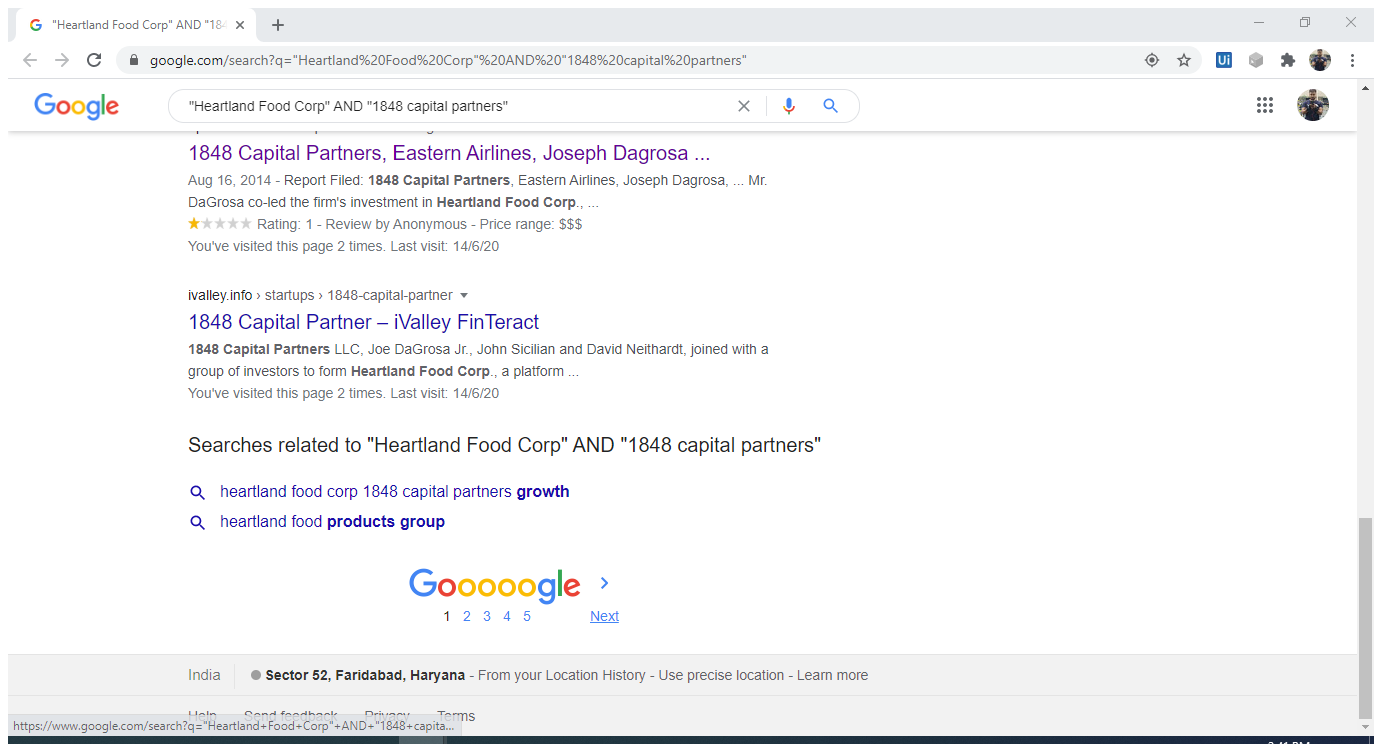 "Heartland Food Corp" AND "184
google.com/search?q="Heartland%20Food%20Corp"%20AND%20"1848%20capital%20partners"
Ui
Google
"Heartland Food Corp" AND "1848 capital partners"
1848 Capital Partners, Eastern Airlines, Joseph Dagrosa ...
Aug 16, 2014 - Report Filed: 1848 Capital Partners, Eastern Airlines, Joseph Dagrosa, ... Mr.
DaGrosa co-led the firm's investment in Heartland Food Corp., ...
Rating: 1 - Review by Anonymous - Price range: $$$
You've visited this page 2 times. Last visit: 14/6/20
ivalley.info › startups › 1848-capital-partner
1848 Capital Partner – iValley FinTeract
1848 Capital Partners LLC, Joe DaGrosa Jr., John Sicilian and David Neithardt, joined with a
group of investors to form Heartland Food Corp., a platform ...
You've visited this page 2 times. Last visit: 14/6/20
Searches related to "Heartland Food Corp" AND "1848 capital partners"
heartland food corp 1848 capital partners growth
heartland food products group
Gooooogle >
1 2 3 4 5 Next
India Sector 52, Faridabad, Haryana - From your Location History - Use precise location - Learn more
Help Send feedback Privacy Terms
https://www.google.com/search?q="Heartland+Food+Corp"+AND+"1848+capita...